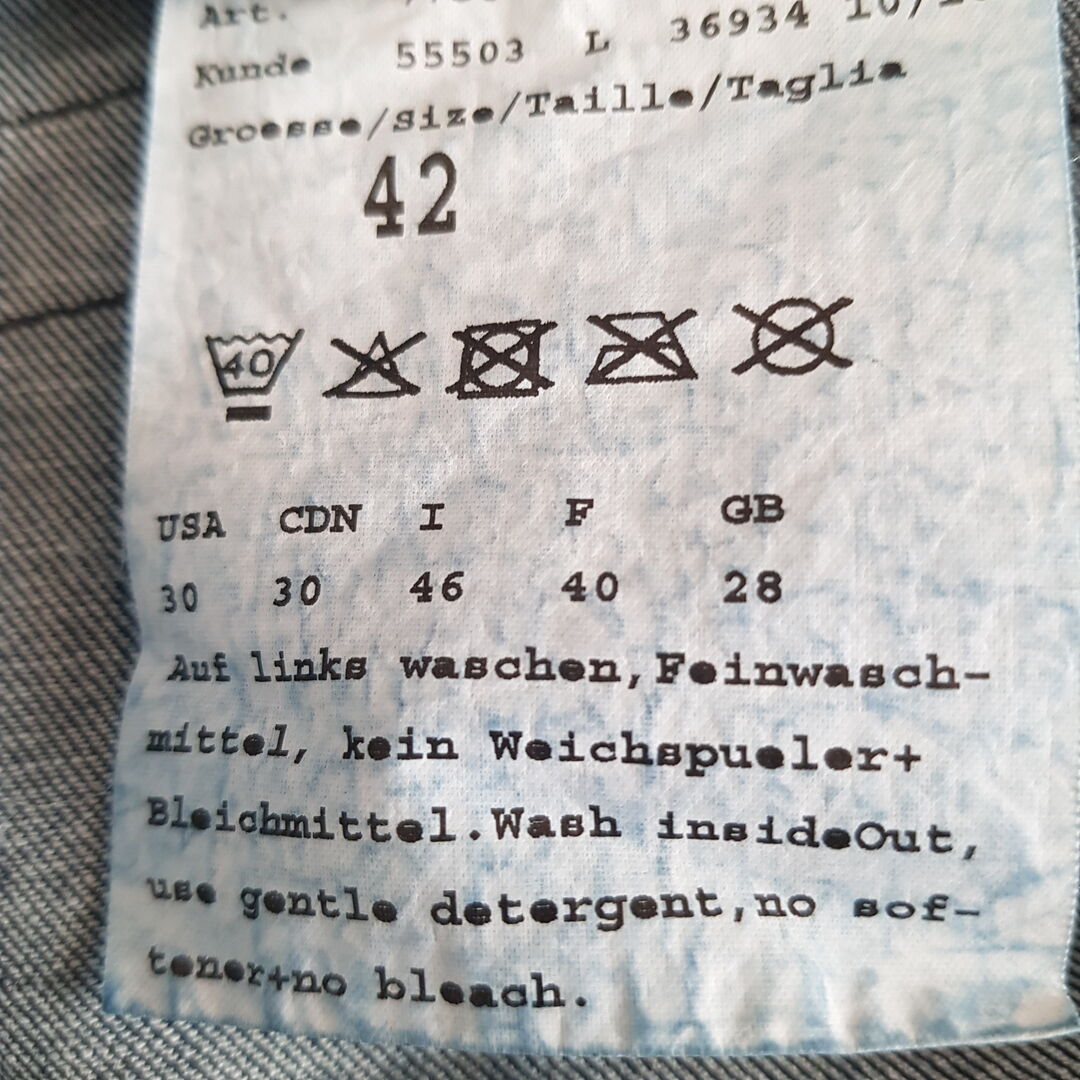 Art.
Kunde 55503 L 36934
Groesse/Size/Taille/Taglia
42
40
USA CDN I F GB
30 30 46 40 28
Auf links waschen,Feinwasch-
mittel, kein Weichspueler+
Bleichmittel.Wash insideOut,
use gentle detergent,no sof-
tener+no bleach.